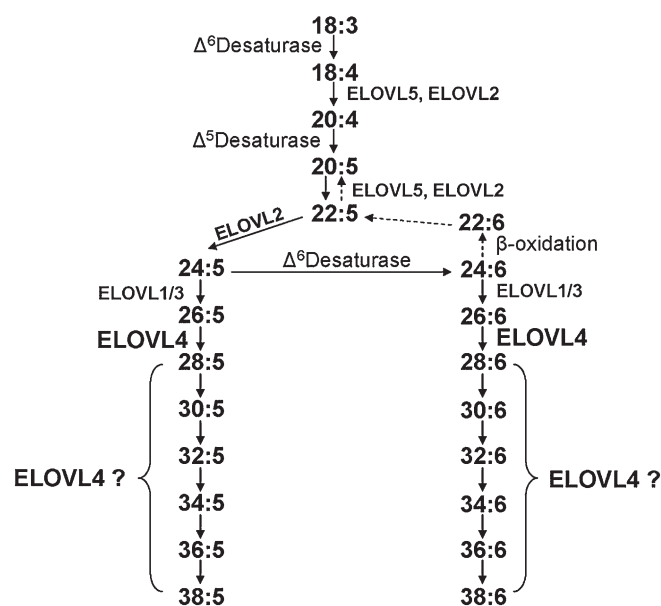 18:3
Δ⁶Desaturase
18:4
ELOVL5, ELOVL2
20:4
Δ⁵Desaturase
20:5
ELOVL5, ELOVL2
22:5
22:6
ELOVL2
β-oxidation
24:5
Δ⁶Desaturase
24:6
ELOVL1/3
ELOVL1/3
26:5
26:6
ELOVL4
ELOVL4
28:5
28:6
30:5
30:6
32:5
32:6
ELOVL4 ?
ELOVL4 ?
34:5
34:6
36:5
36:6
38:5
38:6